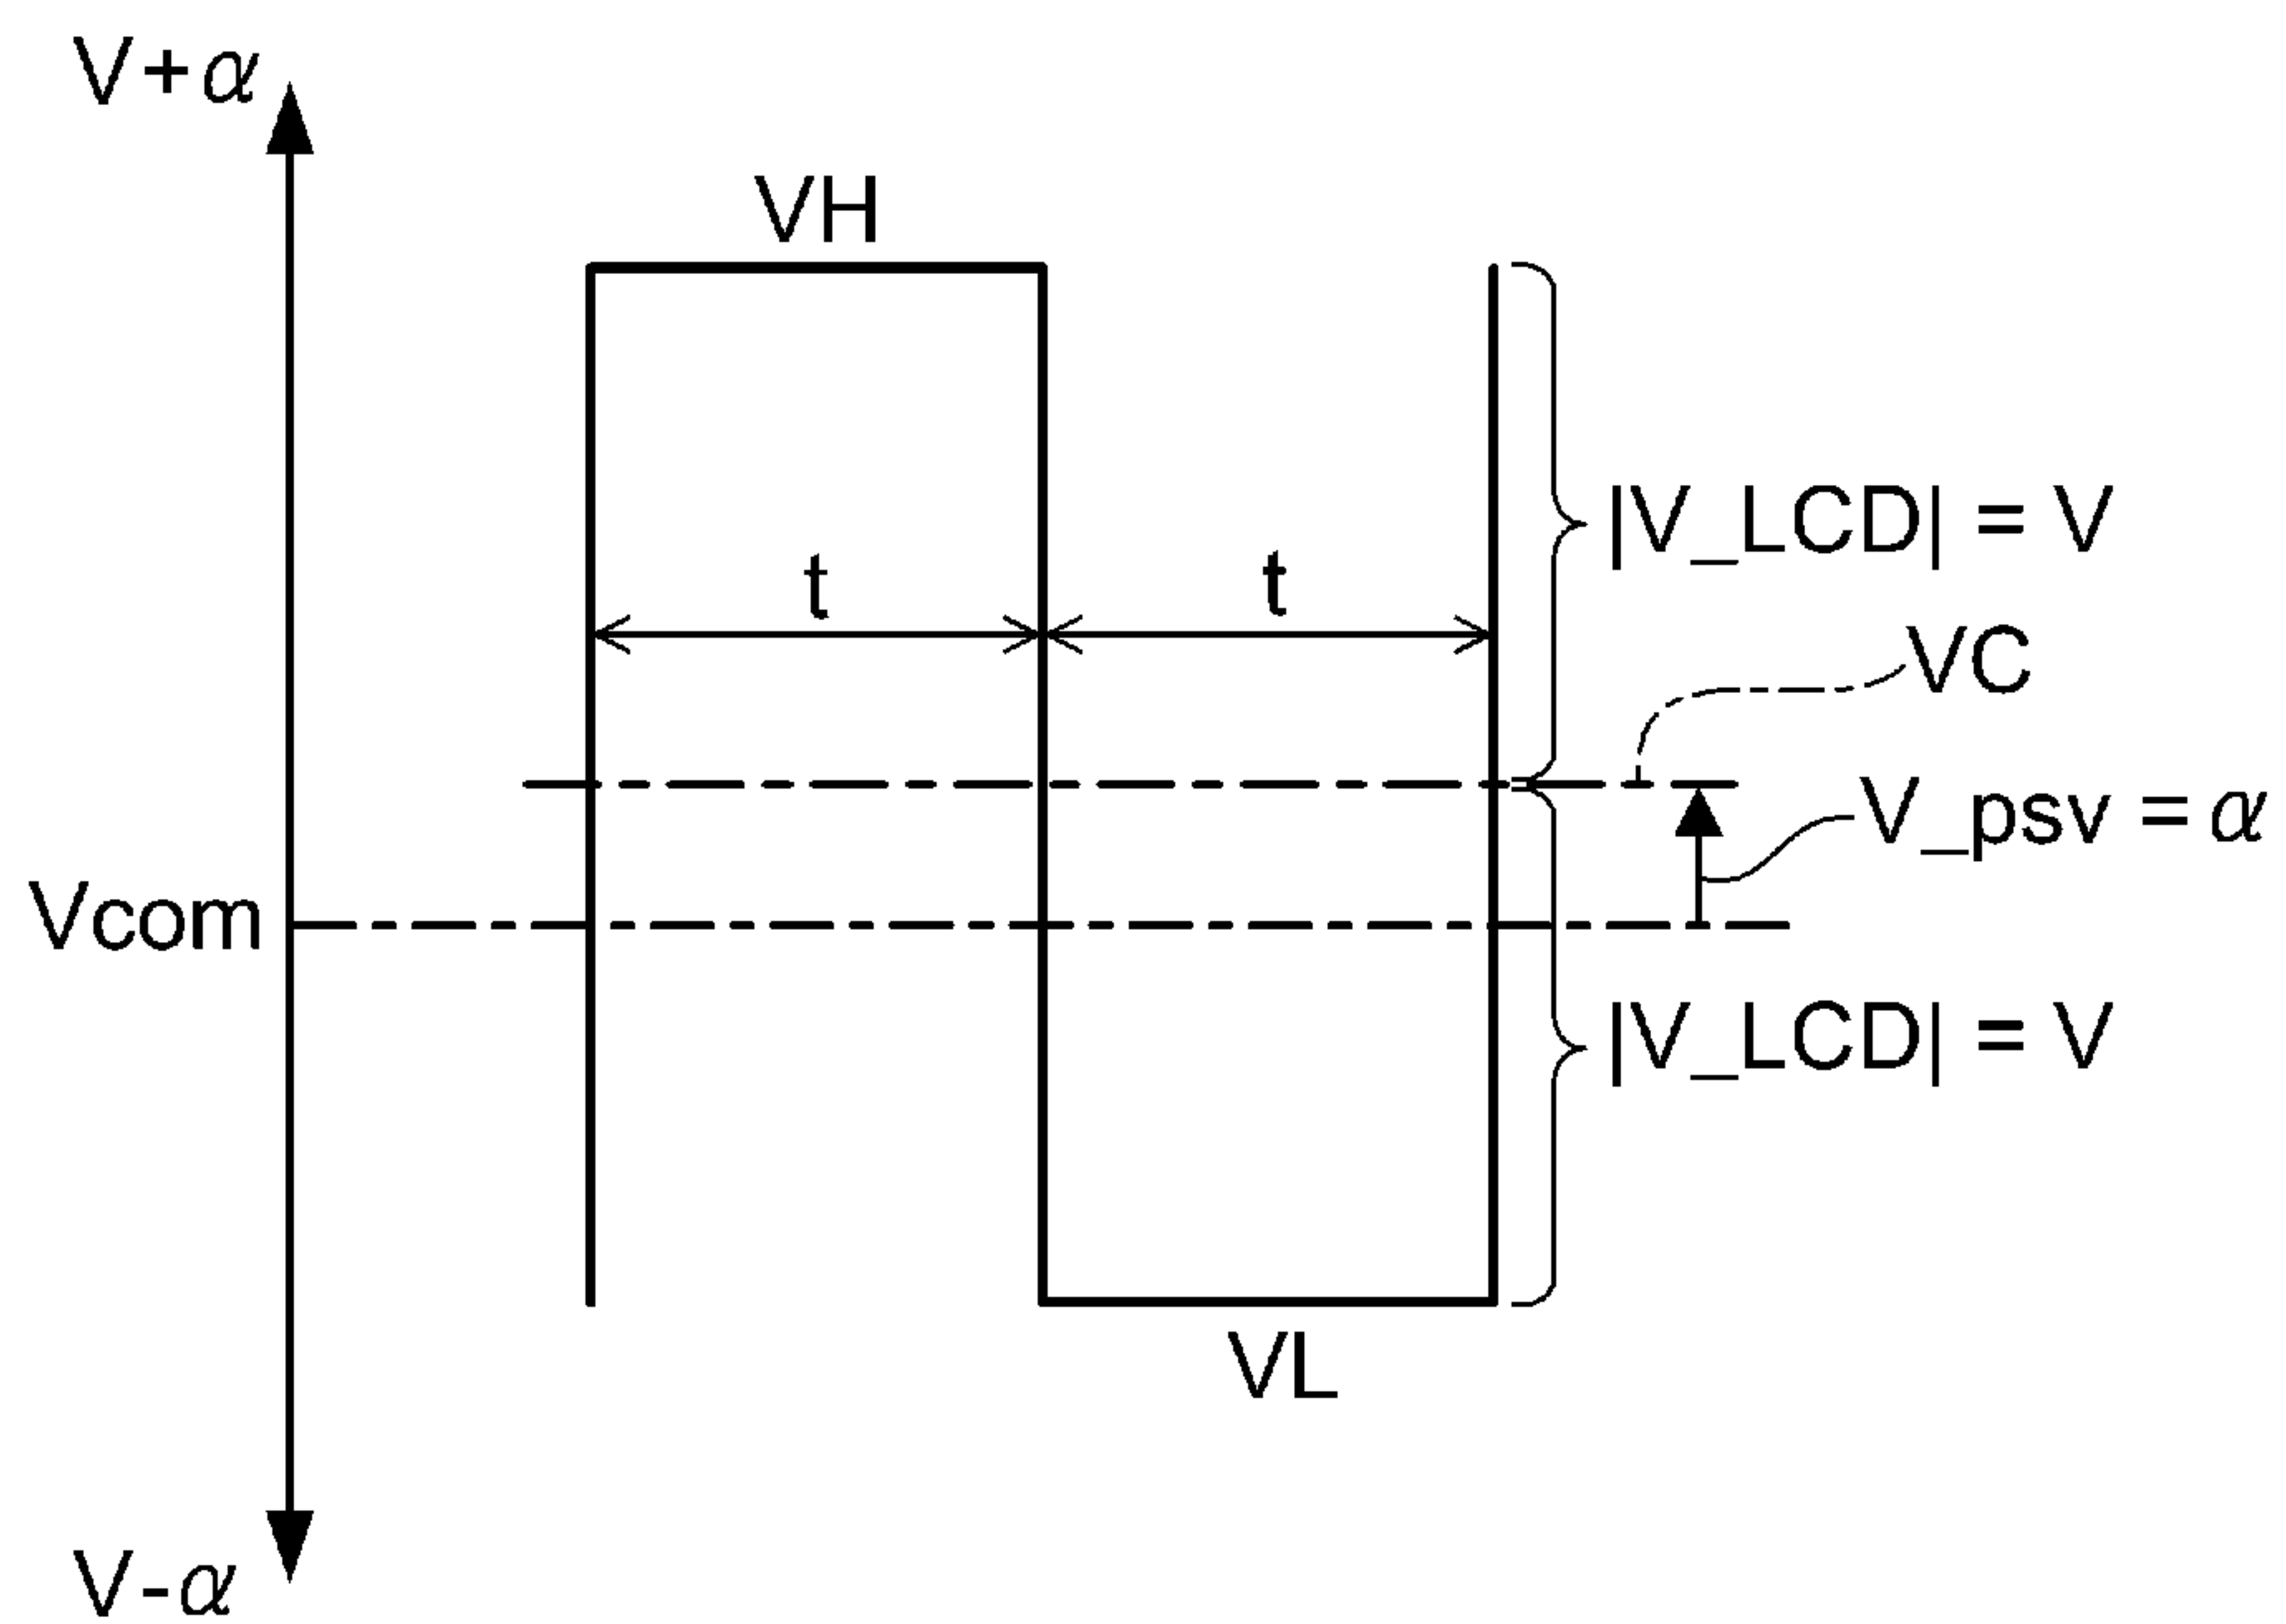 V+α
VH
|V_LCD| = V
t
t
VC
V_psv = α
Vcom
|V_LCD| = V
VL
V-α